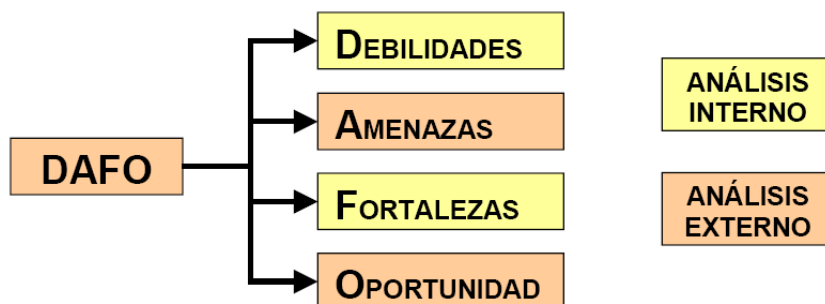 DEBILIDADES
ANÁLISIS
INTERNO
AMENAZAS
DAFO
FORTALEZAS
ANÁLISIS
EXTERNO
OPORTUNIDAD